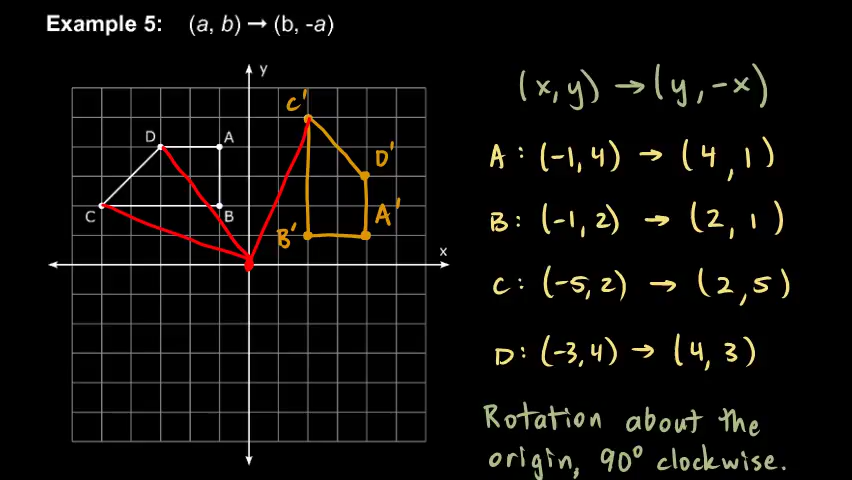 Example 5: (a, b) → (b, -a)
y
(x, y) → (y, -x)
C'
D
A
D'
A: (-1, 4) → (4, 1)
C
B
B'
A'
B: (-1, 2) → (2, 1)
x
C: (-5, 2) → (2, 5)
D: (-3, 4) → (4, 3)
Rotation about the
origin, 90° clockwise.